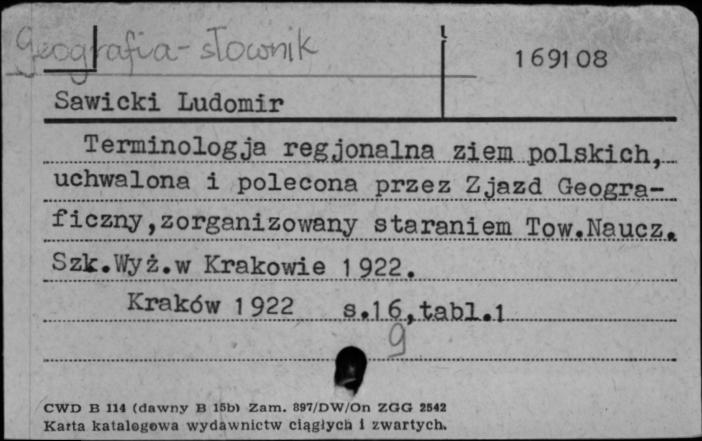 Geografia - słownik
169108
Sawicki Ludomir
Terminologja regjonalna ziem polskich,
uchwalona i polecona przez Zjazd Geogra-
ficzny, zorganizowany staraniem Tow.Naucz.
Szk.Wyż.w Krakowie 1922.
Kraków 1922 s.16,tabl.1
9
CWD B 114 (dawny B 15b) Zam. 897/DW/On ZGG 2542
Karta katalogowa wydawnictw ciągłych i zwartych.